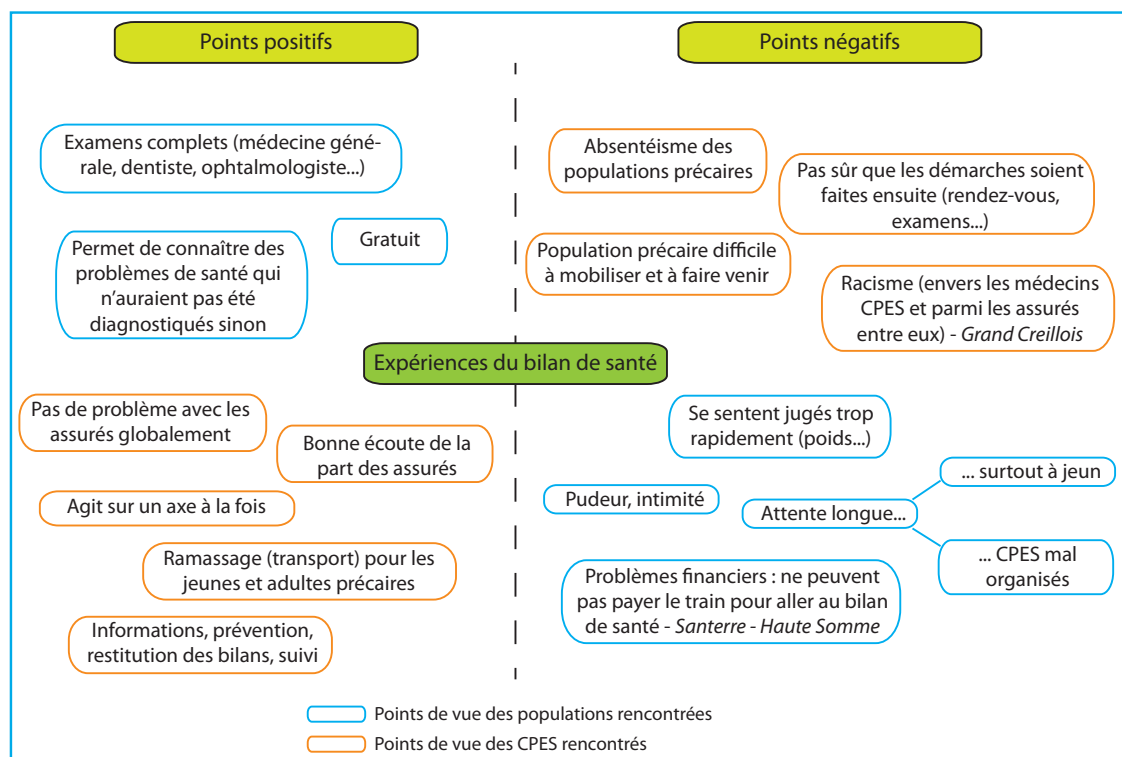 Points positifs
Points négatifs
Examens complets (médecine géné-
rale, dentiste, ophtalmologiste...)
Gratuit
Permet de connaître des
problèmes de santé qui
n’auraient pas été
diagnostiqués sinon
Absentéisme des
populations précaires
Pas sûr que les démarches soient
faites ensuite (rendez-vous,
examens...)
Population précaire difficile
à mobiliser et à faire venir
Racisme (envers les médecins
CPES et parmi les assurés
entre eux) - Grand Creillois
Expériences du bilan de santé
Pas de problème avec les
assurés globalement
Bonne écoute de la
part des assurés
Agit sur un axe à la fois
Ramassage (transport) pour les
jeunes et adultes précaires
Informations, prévention,
restitution des bilans, suivi
Se sentent jugés trop
rapidement (poids...)
Pudeur, intimité
Attente longue...
... surtout à jeun
... CPES mal
organisés
Problèmes financiers : ne peuvent
pas payer le train pour aller au bilan
de santé - Santerre - Haute Somme
Points de vue des populations rencontrées
Points de vue des CPES rencontrés